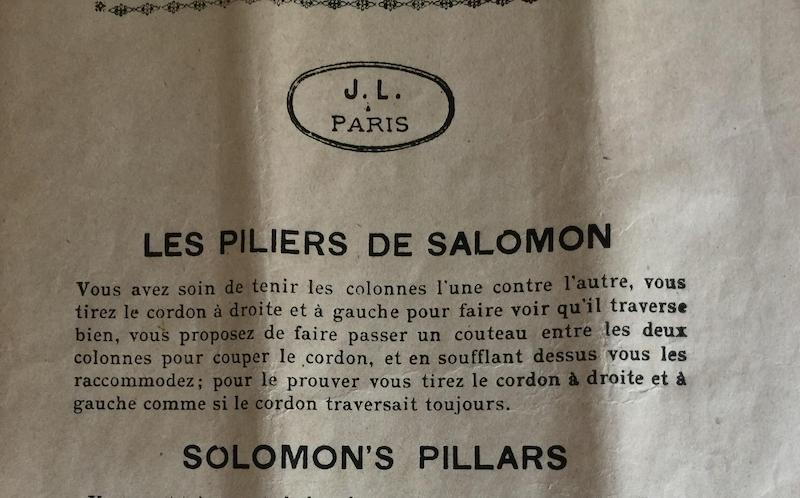 J. L.
à
PARIS
LES PILIERS DE SALOMON
Vous avez soin de tenir les colonnes l'une contre l'autre, vous
tirez le cordon à droite et à gauche pour faire voir qu'il traverse
bien, vous proposez de faire passer un couteau entre les deux
colonnes pour couper le cordon, et en soufflant dessus vous les
raccommodez; pour le prouver vous tirez le cordon à droite et à
gauche comme si le cordon traversait toujours.
SOLOMON'S PILLARS